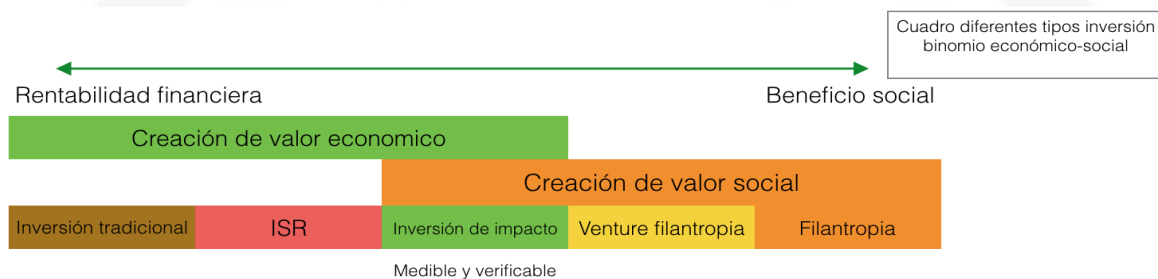 Cuadro diferentes tipos inversión
binomio económico-social
Rentabilidad financiera
Beneficio social
Creación de valor economico
Creación de valor social
Inversión tradicional
ISR
Inversión de impacto
Venture filantropia
Filantropia
Medible y verificable